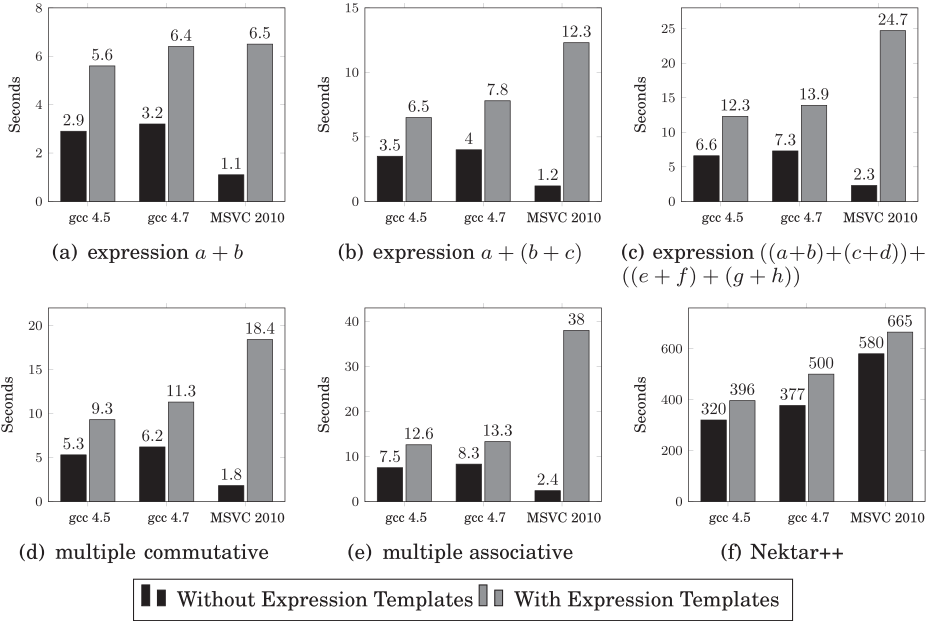 8
6
4
2
0
Seconds
2.9
5.6
3.2
6.4
1.1
6.5
gcc 4.5
gcc 4.7
MSVC 2010
(a) expression a + b
15
10
5
0
Seconds
3.5
6.5
4
7.8
1.2
12.3
gcc 4.5
gcc 4.7
MSVC 2010
(b) expression a + (b + c)
25
20
15
10
5
0
Seconds
6.6
12.3
7.3
13.9
2.3
24.7
gcc 4.5
gcc 4.7
MSVC 2010
(c) expression ((a+b)+(c+d))+
((e + f) + (g + h))
20
15
10
5
0
Seconds
5.3
9.3
6.2
11.3
1.8
18.4
gcc 4.5
gcc 4.7
MSVC 2010
(d) multiple commutative
40
30
20
10
0
Seconds
7.5
12.6
8.3
13.3
2.4
38
gcc 4.5
gcc 4.7
MSVC 2010
(e) multiple associative
600
400
200
0
Seconds
320
396
377
500
580
665
gcc 4.5
gcc 4.7
MSVC 2010
(f) Nektar++
Without Expression Templates
With Expression Templates